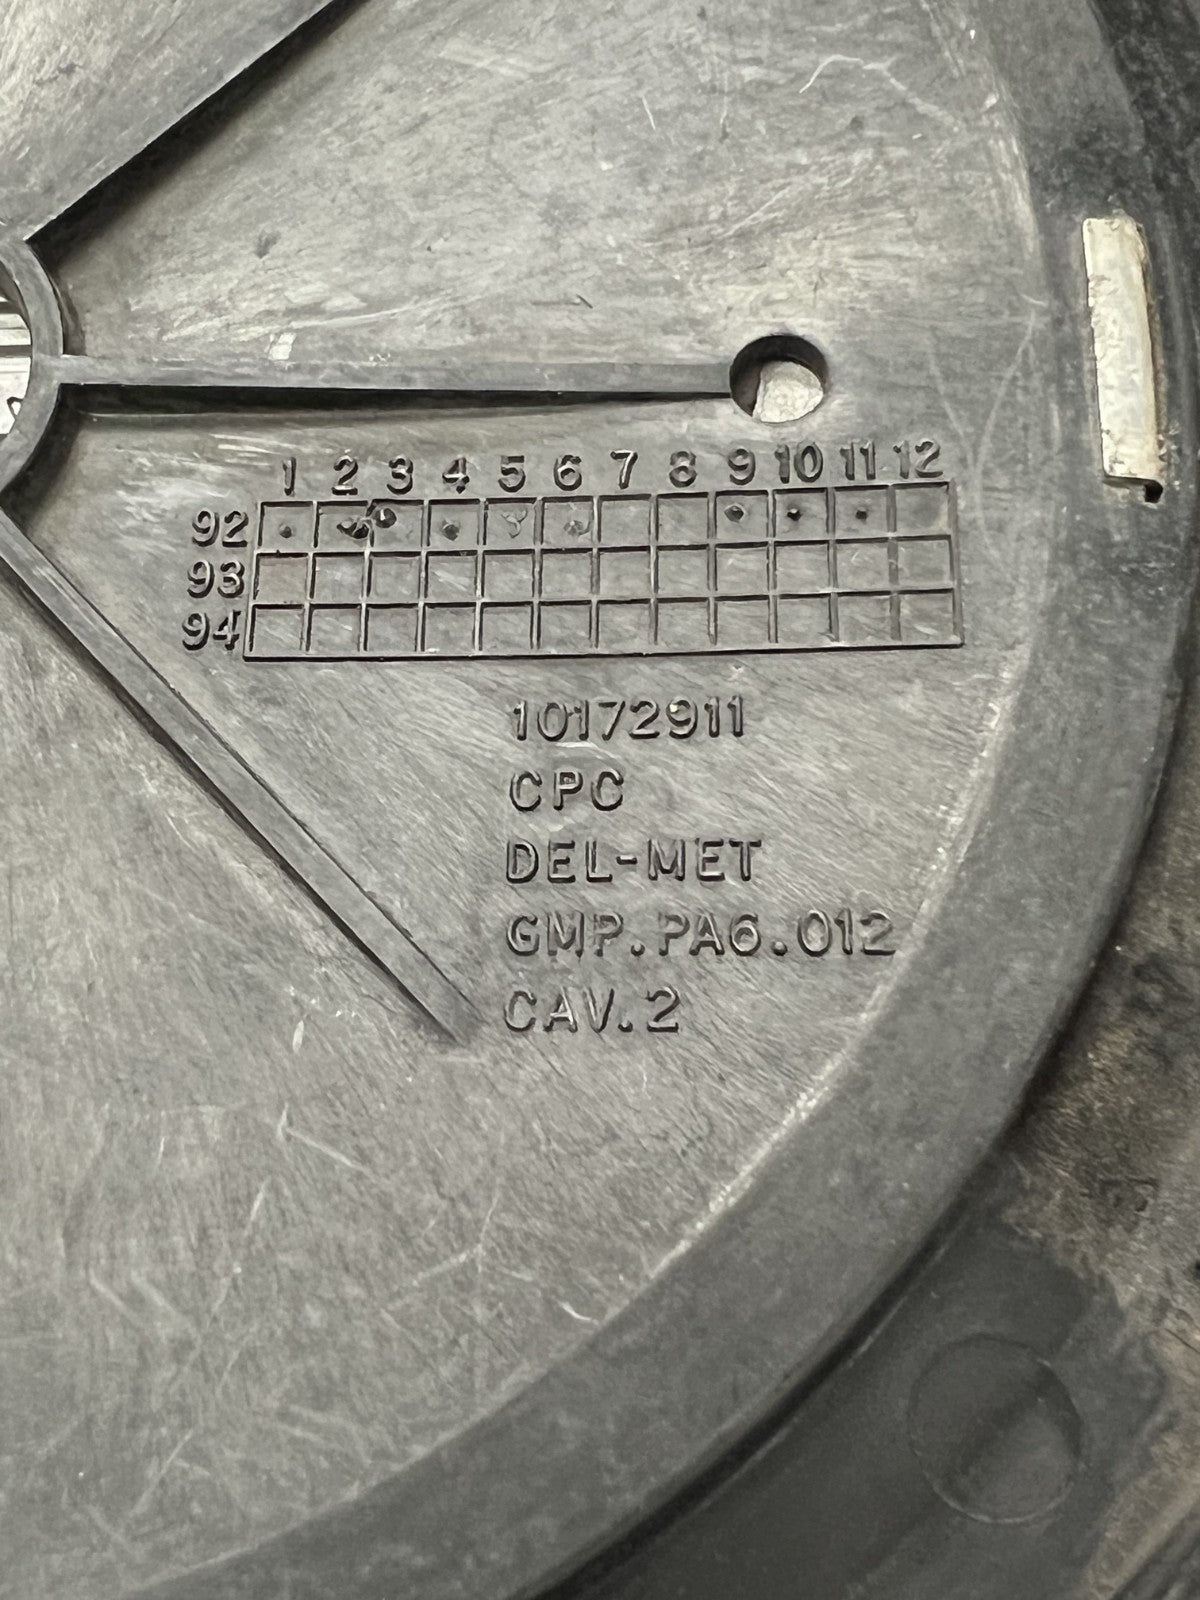 1 2 3 4 5 6 7 8 9 10 11 12
92
93
94
10172911
CPC
DEL-MET
GMP.PA6.012
CAV.2